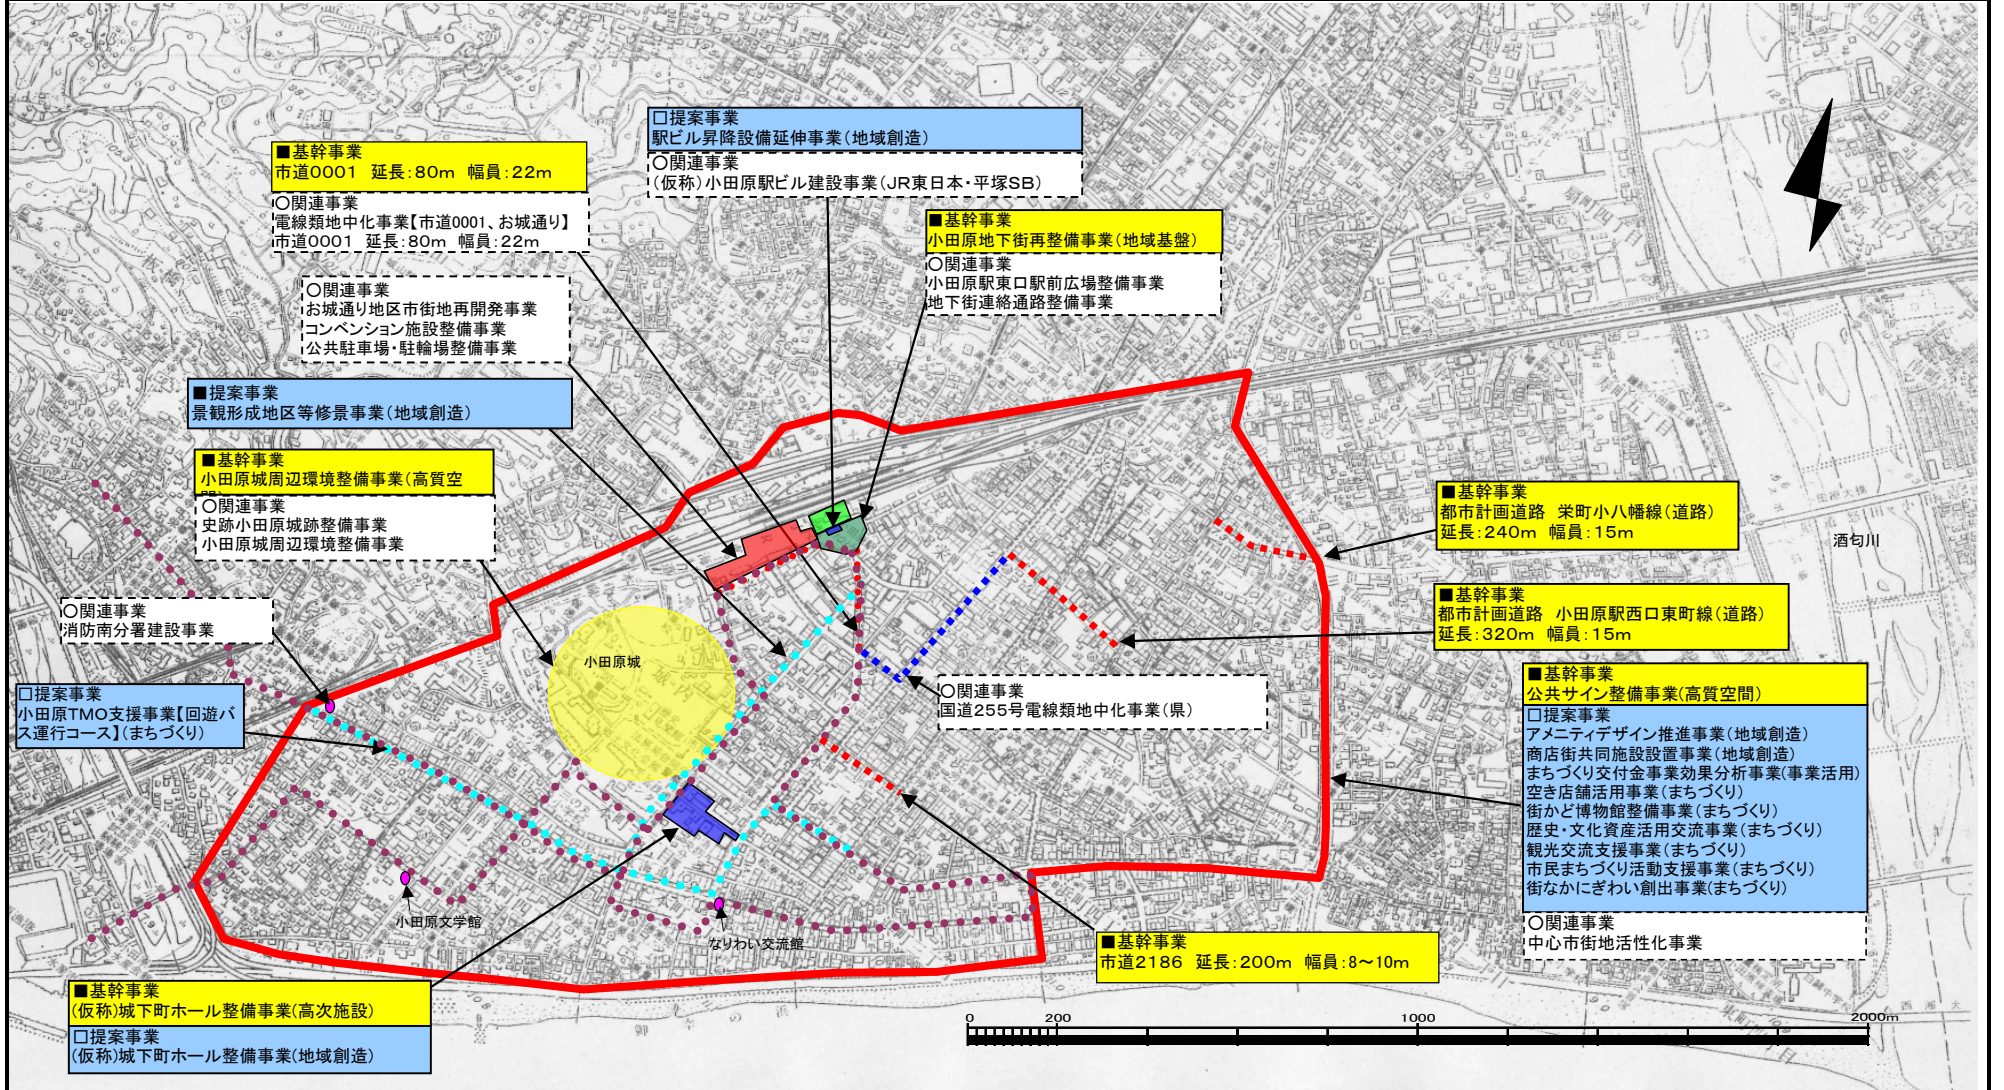 □提案事業
駅ビル昇降設備延伸事業(地域創造)
○関連事業
(仮称)小田原駅ビル建設事業(JR東日本・平塚SB)
■基幹事業
市道0001 延長:80m 幅員:22m
○関連事業
電線類地中化事業【市道0001、お城通り】
市道0001 延長:80m 幅員:22m
■基幹事業
小田原地下街再整備事業(地域基盤)
○関連事業
小田原駅東口駅前広場整備事業
地下街連絡通路整備事業
○関連事業
お城通り地区市街地再開発事業
コンベンション施設整備事業
公共駐車場・駐輪場整備事業
■提案事業
景観形成地区等修景事業(地域創造)
■基幹事業
小田原城周辺環境整備事業(高質空
○関連事業
史跡小田原城跡整備事業
小田原城周辺環境整備事業
■基幹事業
都市計画道路 栄町小八幡線(道路)
延長:240m 幅員:15m
酒匂川
○関連事業
消防南分署建設事業
■基幹事業
都市計画道路 小田原駅西口東町線(道路)
延長:320m 幅員:15m
小田原城
□提案事業
小田原TMO支援事業【回遊バ
ス運行コース】(まちづくり)
○関連事業
国道255号電線類地中化事業(県)
■基幹事業
公共サイン整備事業(高質空間)
□提案事業
アメニティデザイン推進事業(地域創造)
商店街共同施設設置事業(地域創造)
まちづくり交付金事業効果分析事業(事業活用)
空き店舗活用事業(まちづくり)
街かど博物館整備事業(まちづくり)
歴史・文化資産活用交流事業(まちづくり)
観光交流支援事業(まちづくり)
市民まちづくり活動支援事業(まちづくり)
街なかにぎわい創出事業(まちづくり)
○関連事業
中心市街地活性化事業
小田原文学館
なりわい交流館
■基幹事業
市道2186 延長:200m 幅員:8～10m
■基幹事業
(仮称)城下町ホール整備事業(高次施設)
□提案事業
(仮称)城下町ホール整備事業(地域創造)
0 200 1000 2000m